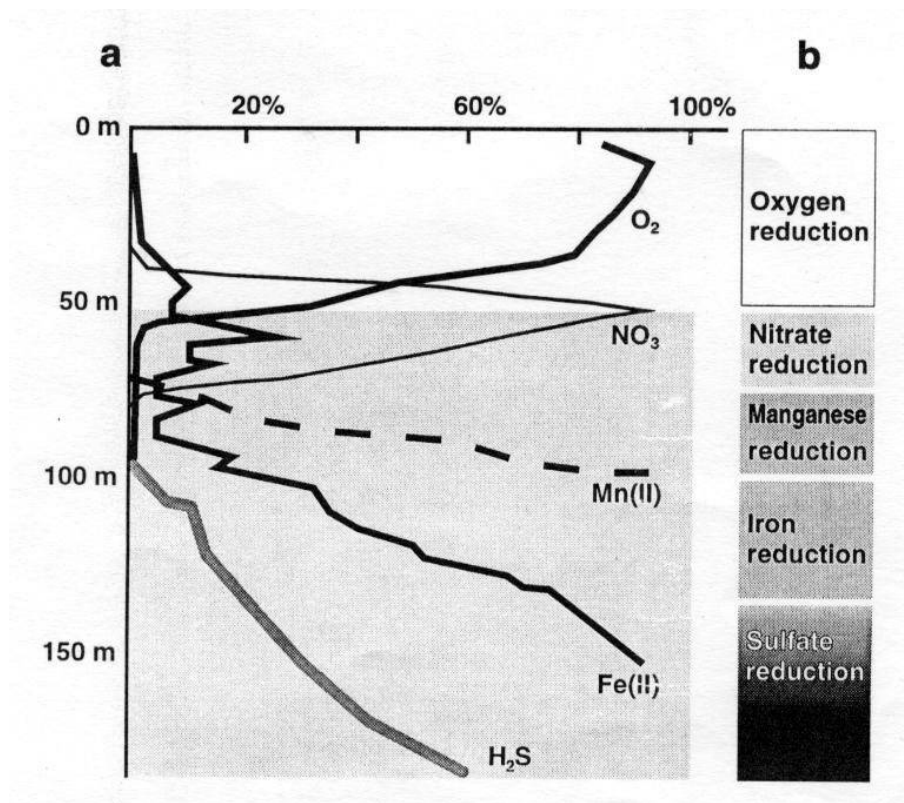 a
b
20%
60%
100%
0 m
Oxygen
reduction
O₂
50 m
NO₃
Nitrate
reduction
Manganese
reduction
100 m
Mn(II)
Iron
reduction
150 m
Sulfate
reduction
Fe(II)
H₂S